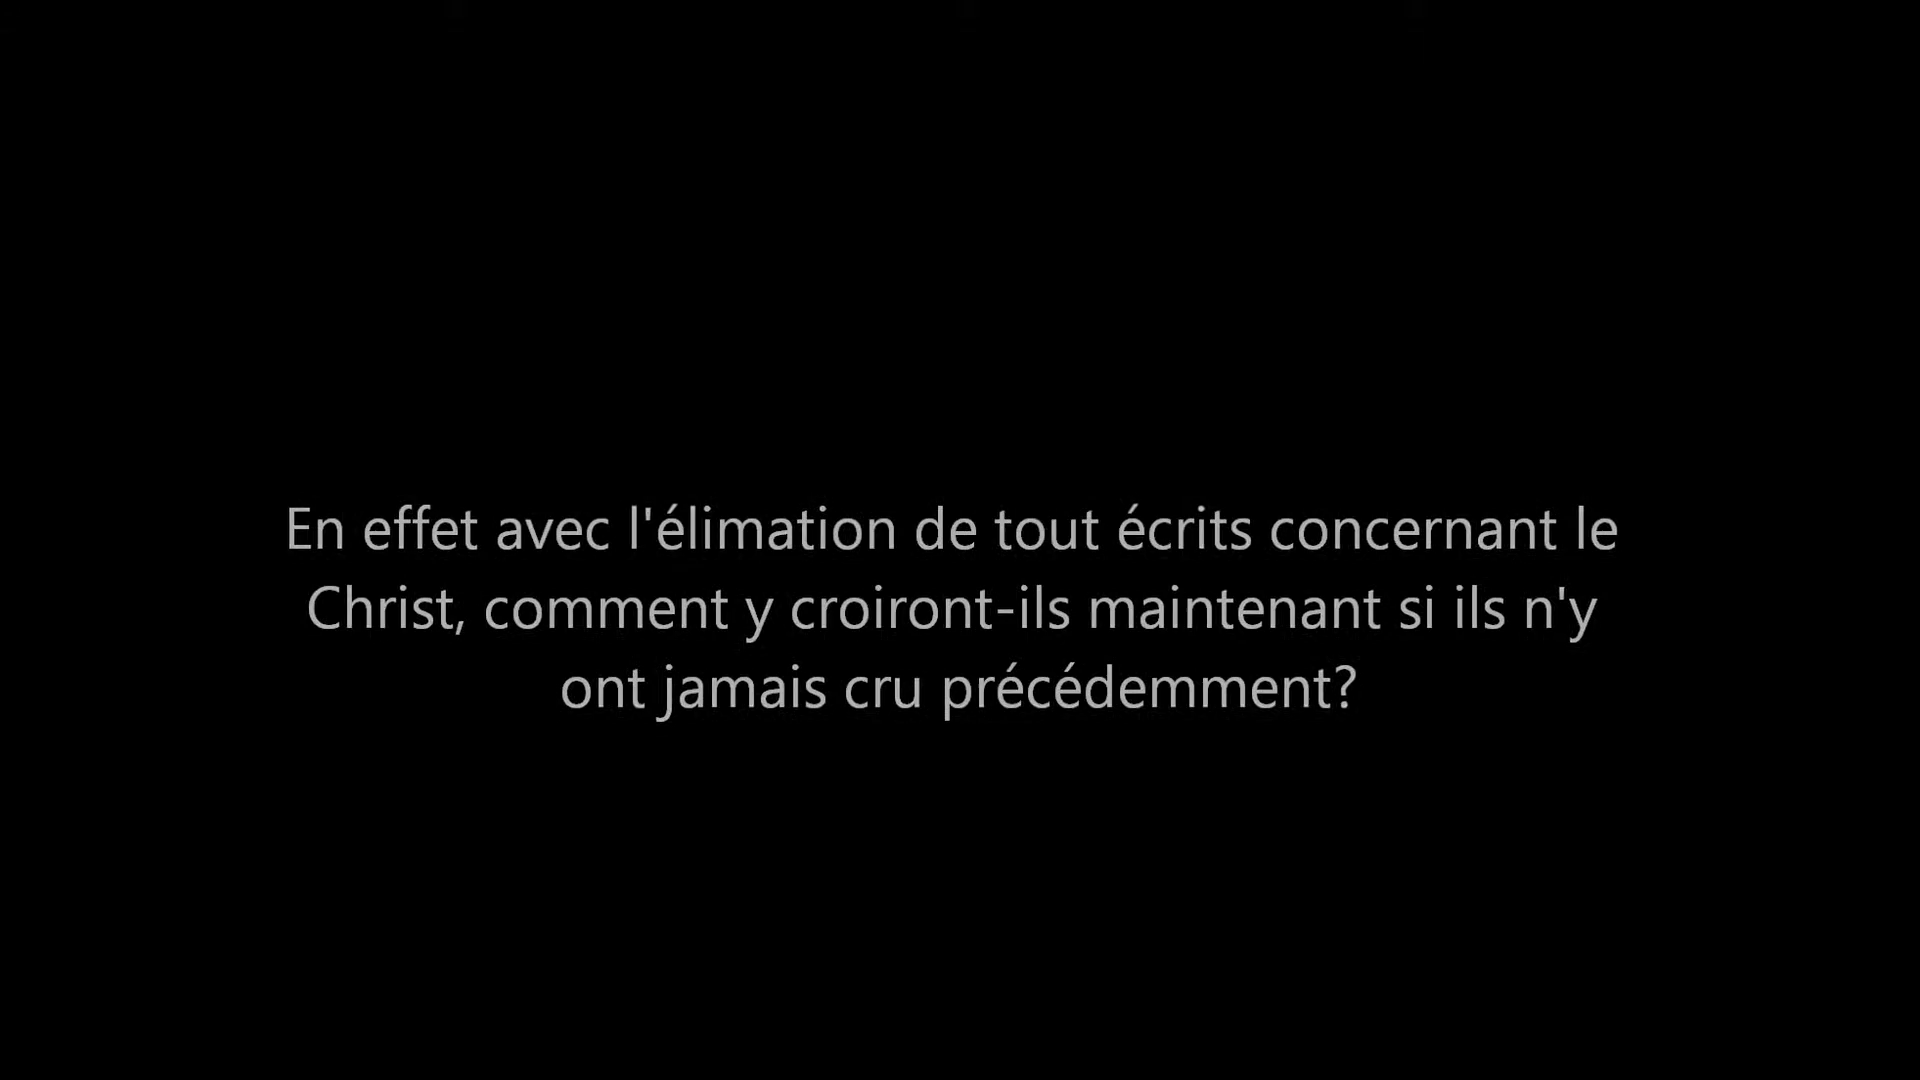 En effet avec l'élimation de tout écrits concernant le
Christ, comment y croiront-ils maintenant si ils n'y
ont jamais cru précédemment?